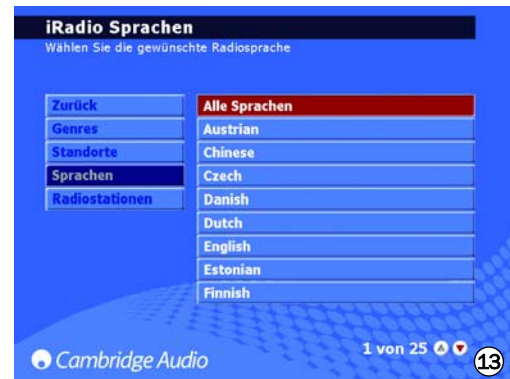 iRadio Sprachen
Wählen Sie die gewünschte Radiosprache
Zurück
Genres
Standorte
Sprachen
Radiostationen
Alle Sprachen
Austrian
Chinese
Czech
Danish
Dutch
English
Estonian
Finnish
1 von 25
Cambridge Audio
13